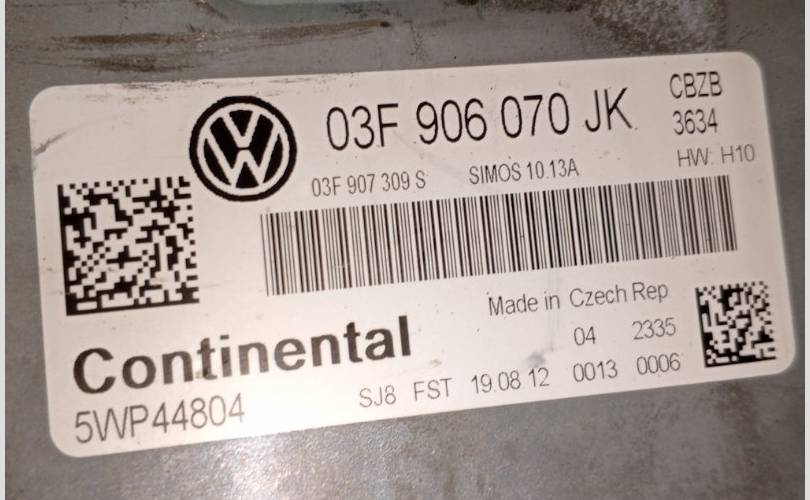 03F 906 070 JK
CBZB
3634
HW: H10
03F 907 309 S SIMOS 10.13A
Made in Czech Rep
04 2335
Continental
5WP44804
SJ8 FST 19.08.12 0013 0006